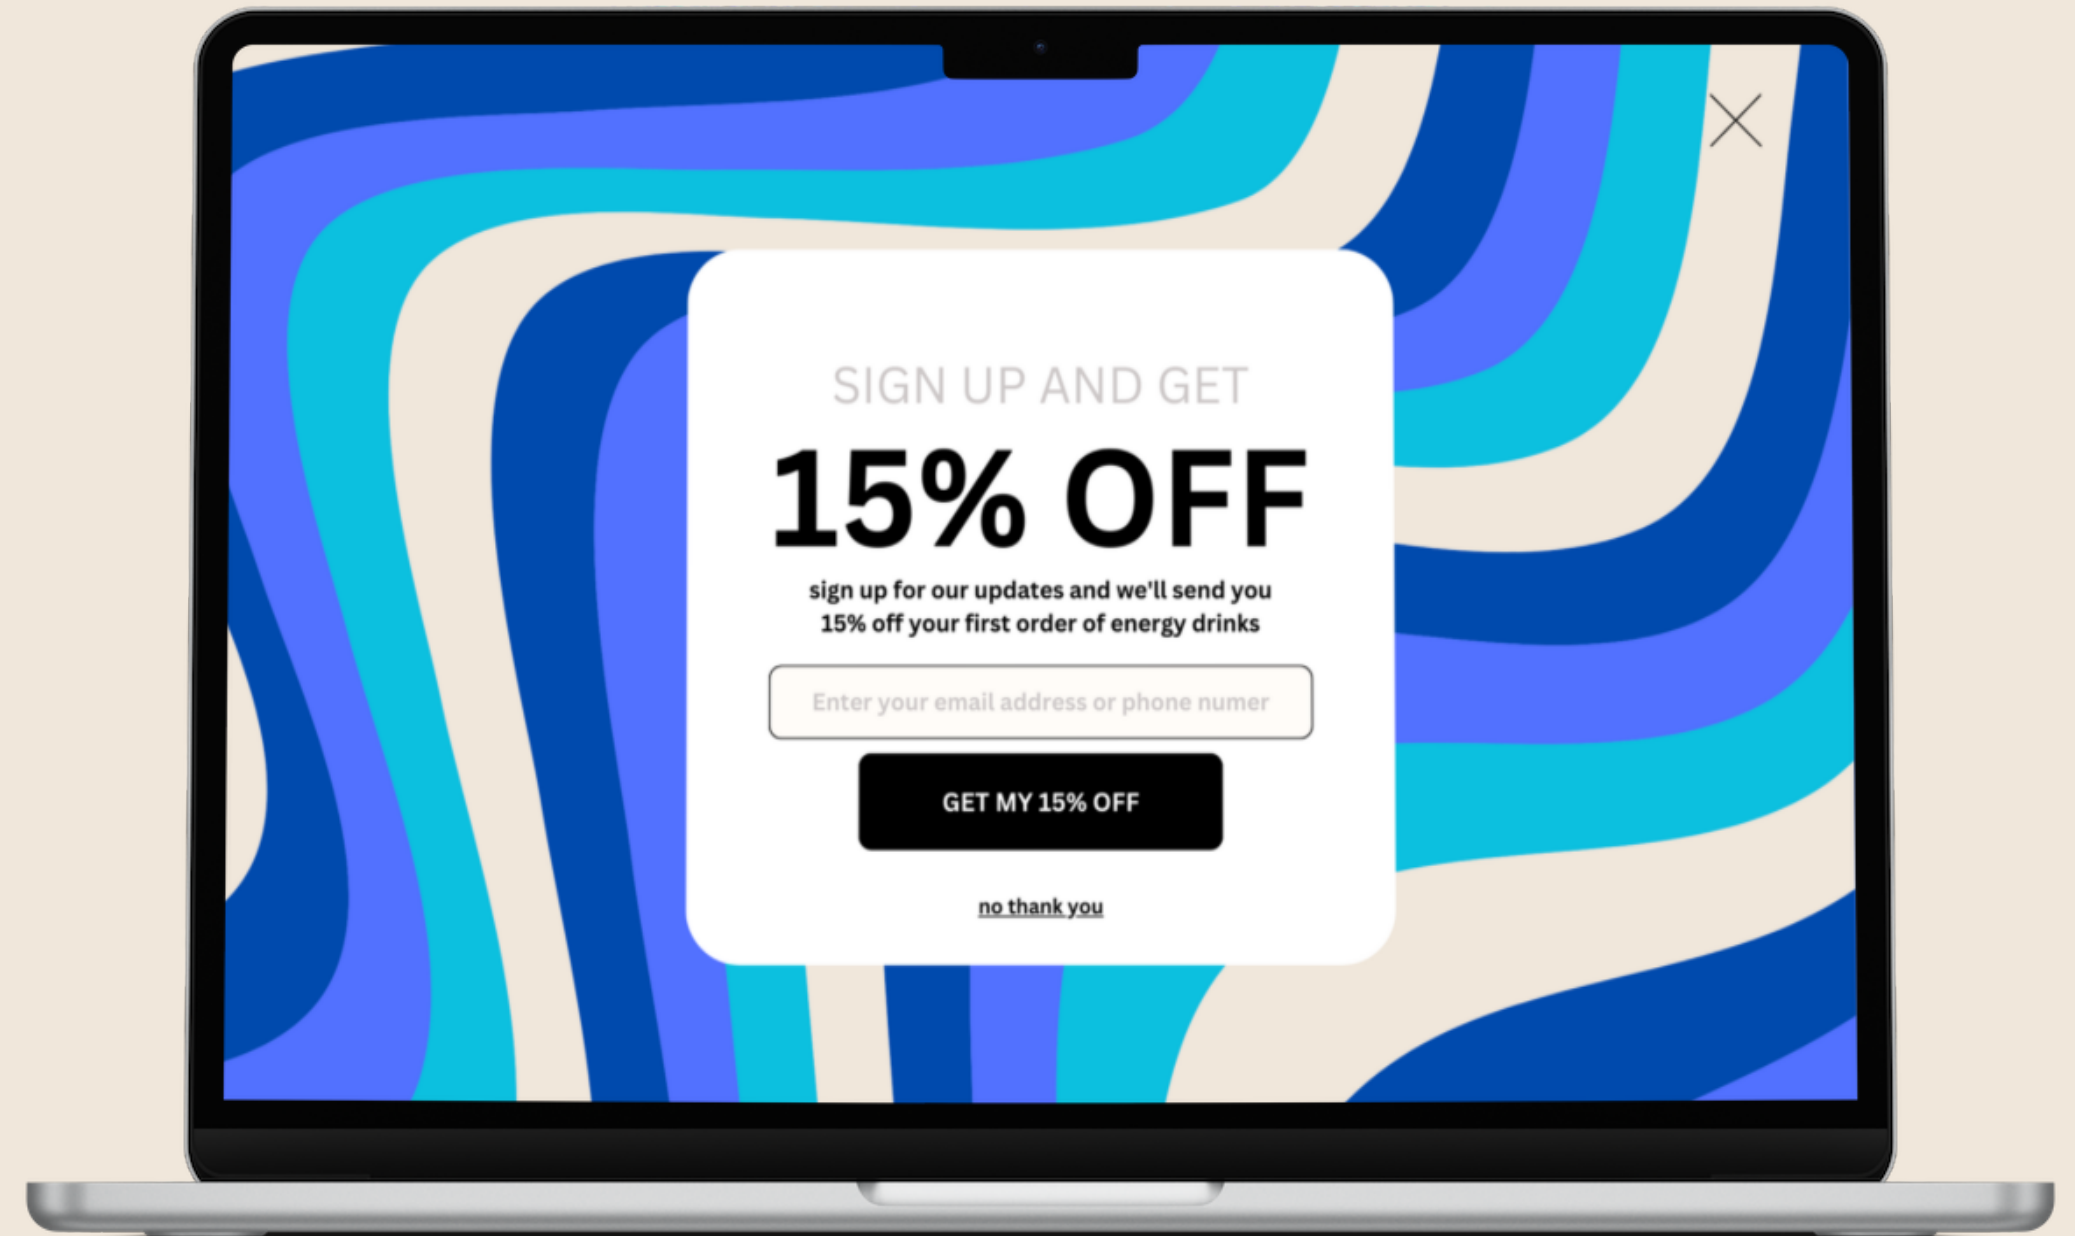 SIGN UP AND GET
15% OFF
sign up for our updates and we'll send you
15% off your first order of energy drinks
Enter your email address or phone numer
GET MY 15% OFF
no thank you